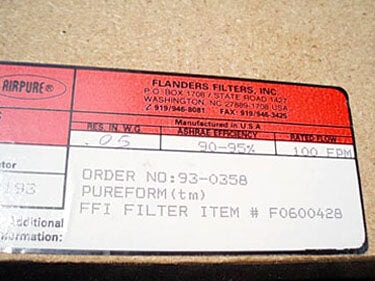 AIRPURE®
FLANDERS FILTERS, INC.
P.O. BOX 1708 / STATE ROAD 1427
WASHINGTON, NC 27889-1708 USA
✆ 919/946-8081 FAX: 919/946-3425
Manufactured in U.S.A
RES. IN W.G. ASHRAE EFFICIENCY RATED FLOW
.05 90-95% 100 FPM
193
ORDER NO:93-0358
PUREFORM(tm)
FFI FILTER ITEM # F0600428
Additional